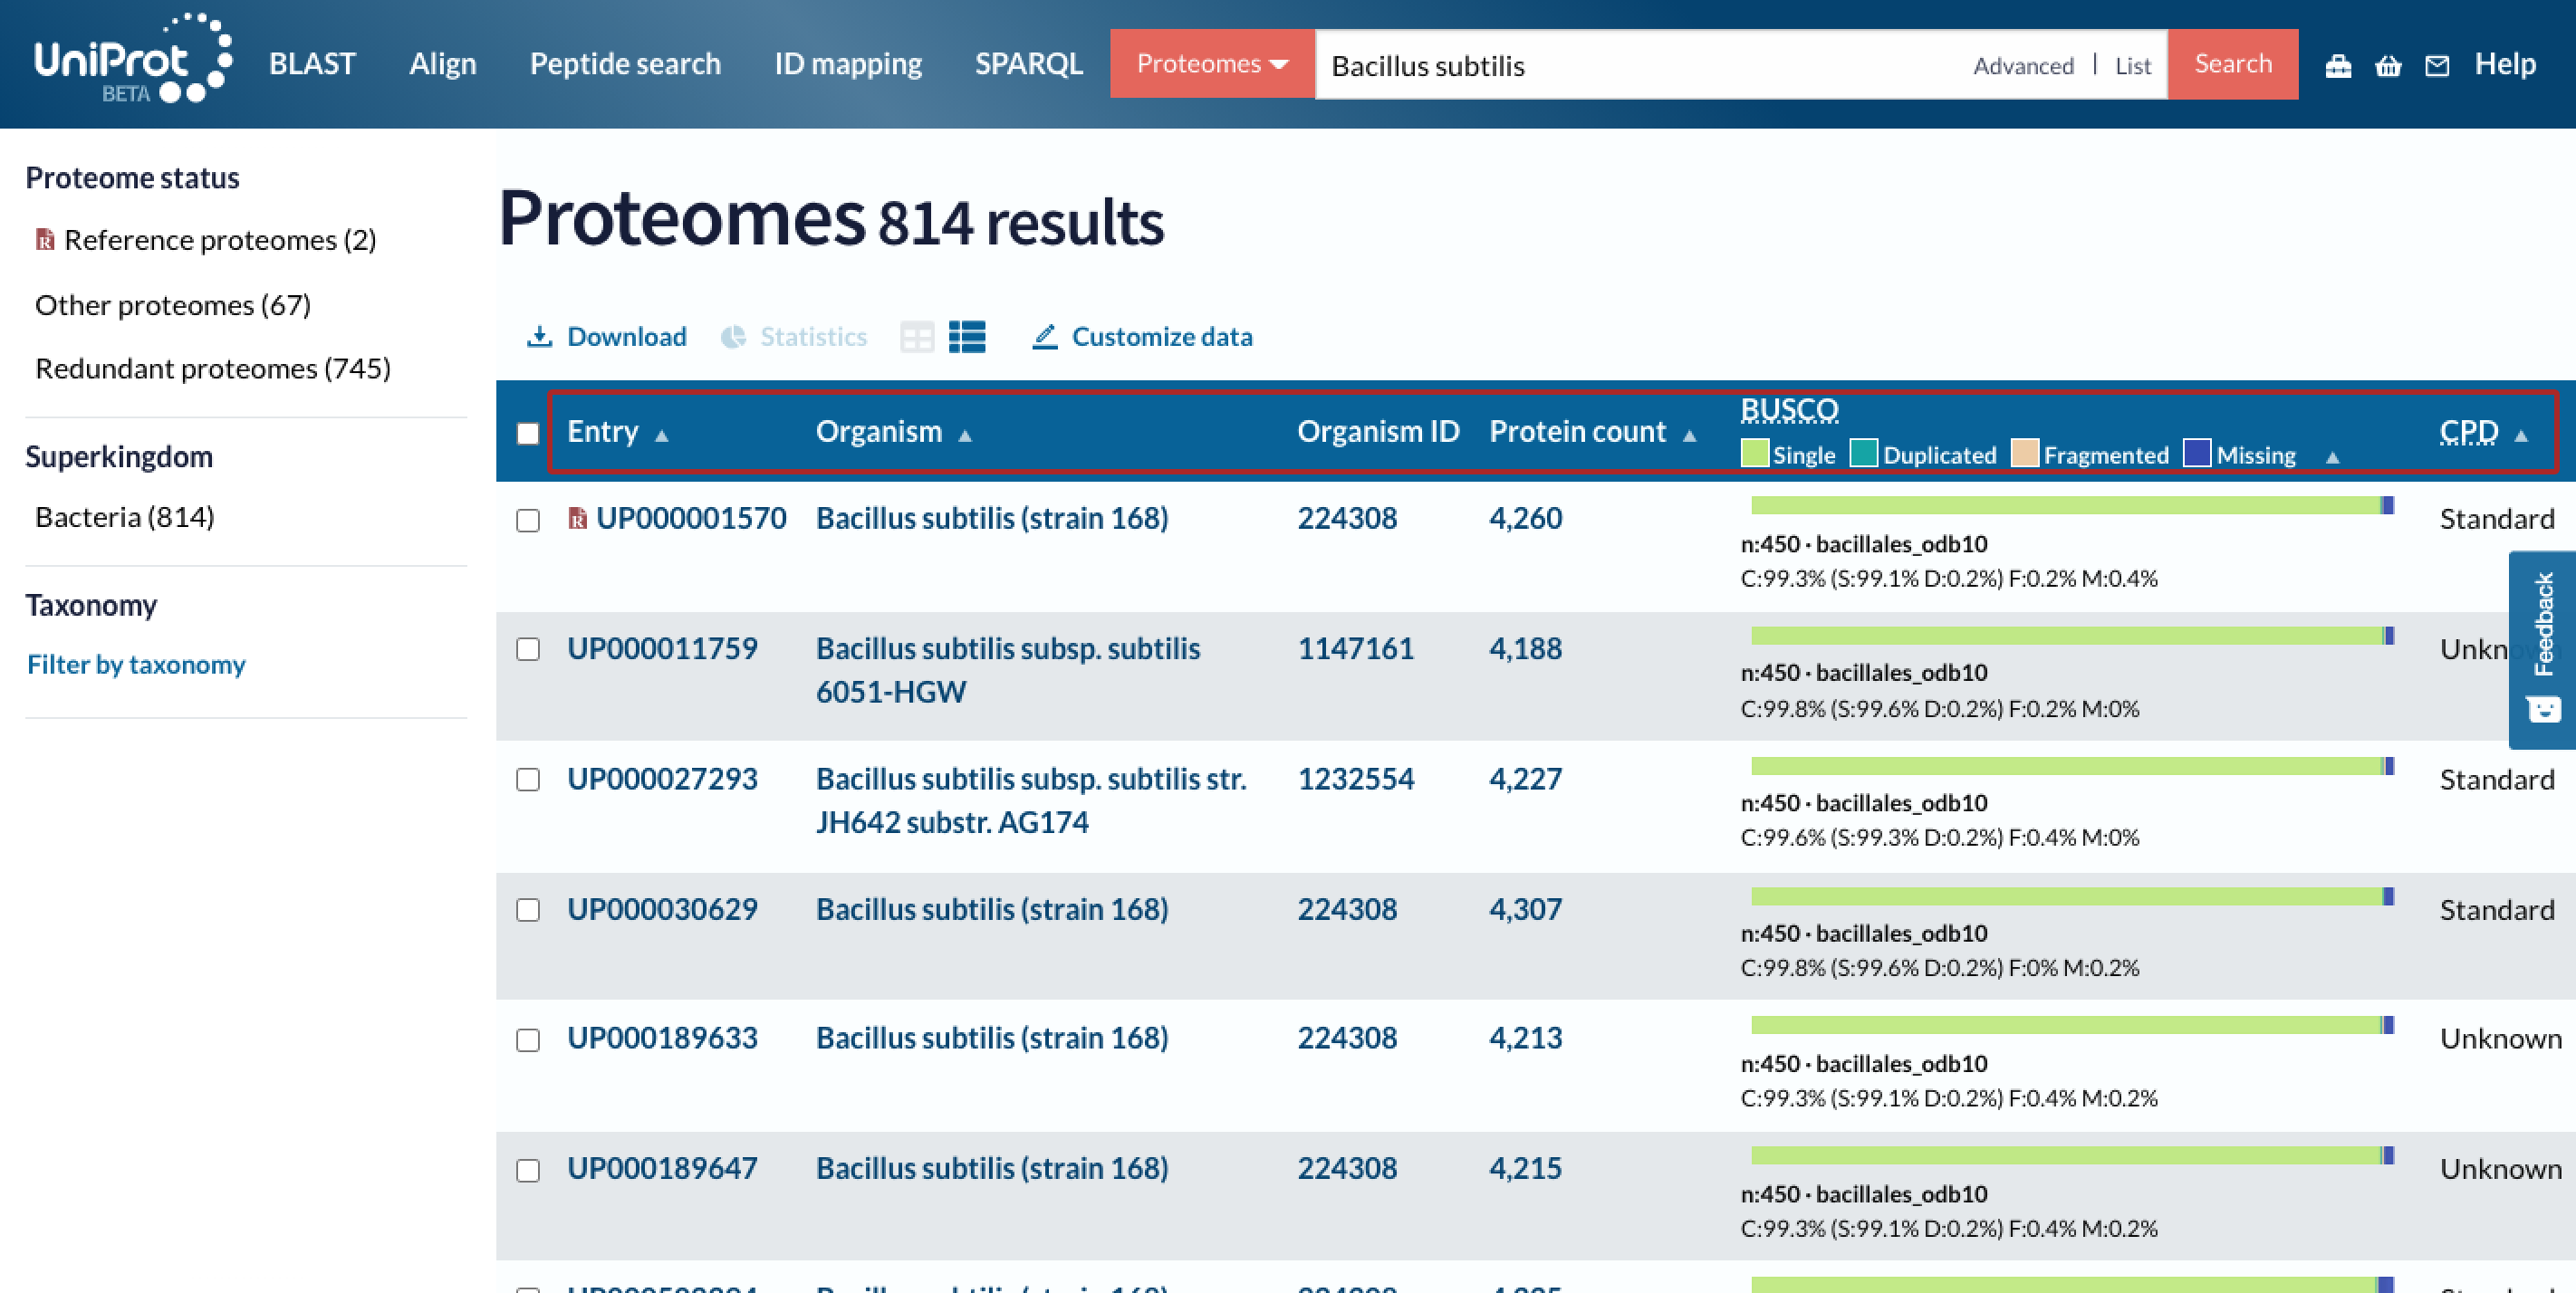 UniProt
BETA
BLAST Align Peptide search ID mapping SPARQL Proteomes Bacillus subtilis Advanced | List Search Help
Proteome status
Reference proteomes (2)
Other proteomes (67)
Redundant proteomes (745)
Superkingdom
Bacteria (814)
Taxonomy
Filter by taxonomy
Proteomes 814 results
Download Statistics Customize data
Entry Organism Organism ID Protein count BUSCO CPD
Single Duplicated Fragmented Missing
UP000001570 Bacillus subtilis (strain 168) 224308 4,260 Standard
n:450 · bacillales_odb10
C:99.3% (S:99.1% D:0.2%) F:0.2% M:0.4%
UP000011759 Bacillus subtilis subsp. subtilis 1147161 4,188
6051-HGW
n:450 · bacillales_odb10
C:99.8% (S:99.6% D:0.2%) F:0.2% M:0%
Feedback
UP000027293 Bacillus subtilis subsp. subtilis str. 1232554 4,227 Standard
JH642 substr. AG174
n:450 · bacillales_odb10
C:99.6% (S:99.3% D:0.2%) F:0.4% M:0%
UP000030629 Bacillus subtilis (strain 168) 224308 4,307 Standard
n:450 · bacillales_odb10
C:99.8% (S:99.6% D:0.2%) F:0% M:0.2%
UP000189633 Bacillus subtilis (strain 168) 224308 4,213 Unknown
n:450 · bacillales_odb10
C:99.3% (S:99.1% D:0.2%) F:0.4% M:0.2%
UP000189647 Bacillus subtilis (strain 168) 224308 4,215 Unknown
n:450 · bacillales_odb10
C:99.3% (S:99.1% D:0.2%) F:0.4% M:0.2%